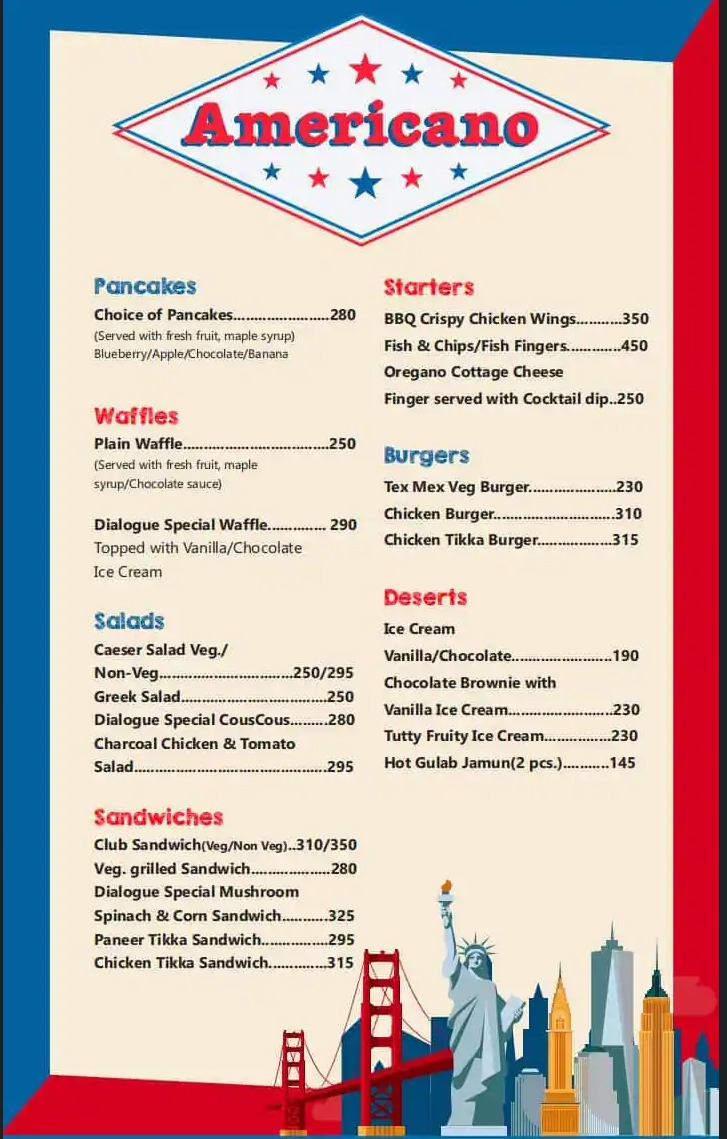 Americano
Pancakes
Choice of Pancakes.......................280
(Served with fresh fruit, maple syrup)
Blueberry/Apple/Chocolate/Banana
Waffles
Plain Waffle...................................250
(Served with fresh fruit, maple
syrup/Chocolate sauce)
Dialogue Special Waffle.............. 290
Topped with Vanilla/Chocolate
Ice Cream
Salads
Caeser Salad Veg./
Non-Veg................................250/295
Greek Salad...................................250
Dialogue Special CousCous.........280
Charcoal Chicken & Tomato
Salad..............................................295
Sandwiches
Club Sandwich(Veg/Non Veg)..310/350
Veg. grilled Sandwich...................280
Dialogue Special Mushroom
Spinach & Corn Sandwich...........325
Paneer Tikka Sandwich................295
Chicken Tikka Sandwich..............315
Starters
BBQ Crispy Chicken Wings...........350
Fish & Chips/Fish Fingers.............450
Oregano Cottage Cheese
Finger served with Cocktail dip..250
Burgers
Tex Mex Veg Burger.....................230
Chicken Burger.............................310
Chicken Tikka Burger..................315
Deserts
Ice Cream
Vanilla/Chocolate........................190
Chocolate Brownie with
Vanilla Ice Cream.........................230
Tutty Fruity Ice Cream................230
Hot Gulab Jamun(2 pcs.)...........145